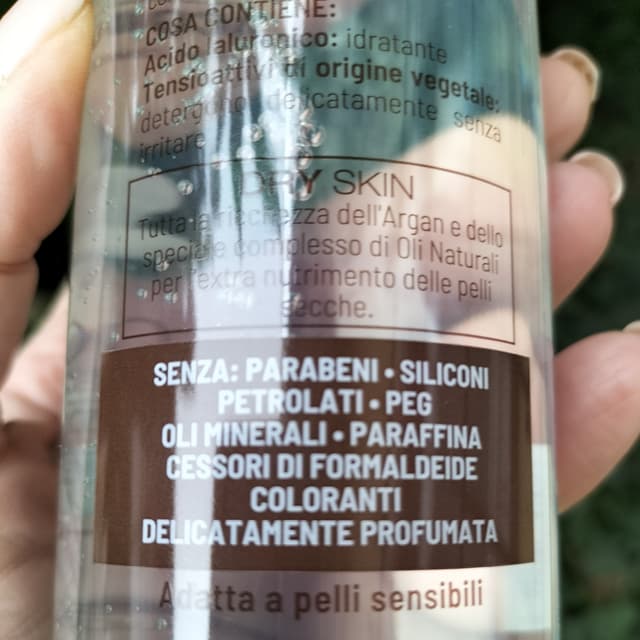 COSA CONTIENE:
Acido Ialuronico: idratante
Tensioattivi di origine vegetale:
detergono delicatamente senza
irritare
DRY SKIN
Tutta la ricchezza dell'Argan e dello
speciale complesso di Oli Naturali
per l'extra nutrimento delle pelli
secche.
SENZA: PARABENI • SILICONI
PETROLATI • PEG
OLI MINERALI • PARAFFINA
CESSORI DI FORMALDEIDE
COLORANTI
DELICATAMENTE PROFUMATA
Adatta a pelli sensibili